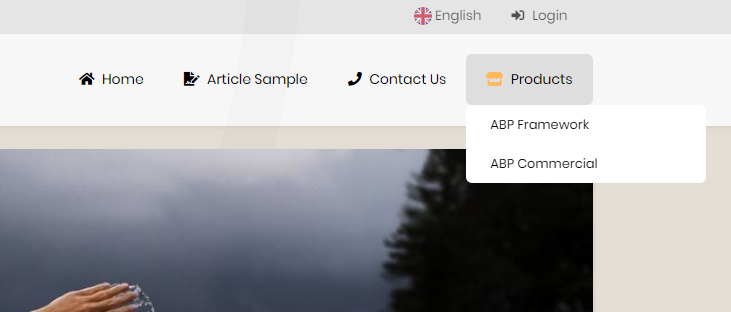 English Login
Home Article Sample Contact Us Products
ABP Framework
ABP Commercial